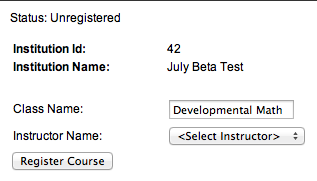 Status: Unregistered
Institution Id: 42
Institution Name: July Beta Test
Class Name: Developmental Math
Instructor Name: <Select Instructor>
Register Course